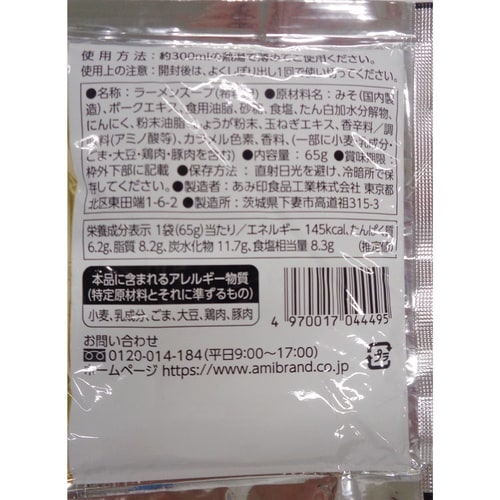 使用方法：約300mlの熱湯で薄めてご使用ください。
使用上の注意：開封後は、よくしぼり出し1回で使い切ってください。
●名称：ラーメンスープ(希釈用)●原材料名：みそ(国内製
造)、ポークエキス、食用油脂、砂糖、食塩、たん白加水分解物、
にんにく、粉末油脂、しょうが粉末、玉ねぎエキス、香辛料／調
味料(アミノ酸等)、カラメル色素、香料、(一部に小麦・乳成分・
ごま・大豆・鶏肉・豚肉を含む)●内容量：65g●賞味期限：
枠外下部に記載●保存方法：直射日光を避け、冷暗所で保
存してください。●製造者：あみ印食品工業株式会社 東京都
北区東田端1-6-2●製造所：茨城県下妻市高道祖315-3
栄養成分表示 1袋(65g)当たり／エネルギー 145kcal、たんぱく質
6.2g、脂質 8.2g、炭水化物 11.7g、食塩相当量 8.3g (推定値)
本品に含まれるアレルギー物質
(特定原材料とそれに準ずるもの)
小麦、乳成分、ごま、大豆、鶏肉、豚肉
4 970017 044495
お問い合わせ
0120-014-184(平日9:00〜17:00)
ホームページ https://www.amibrand.co.jp
プラ